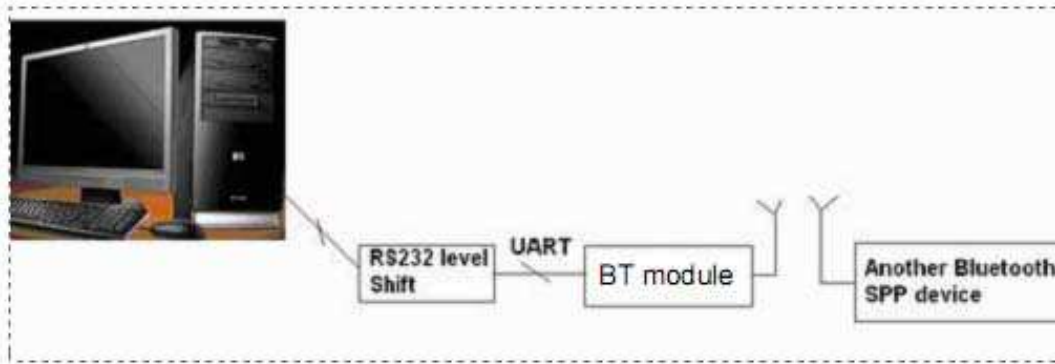 RS232 level
Shift
UART
BT module
Another Bluetooth
SPP device